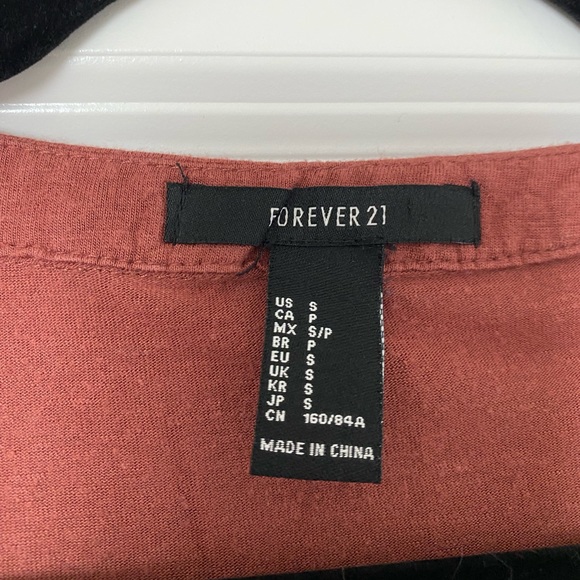 FOREVER 21
US S
CA P
MX S/P
BR P
EU S
UK S
KR S
JP S
CN 160/84A
MADE IN CHINA